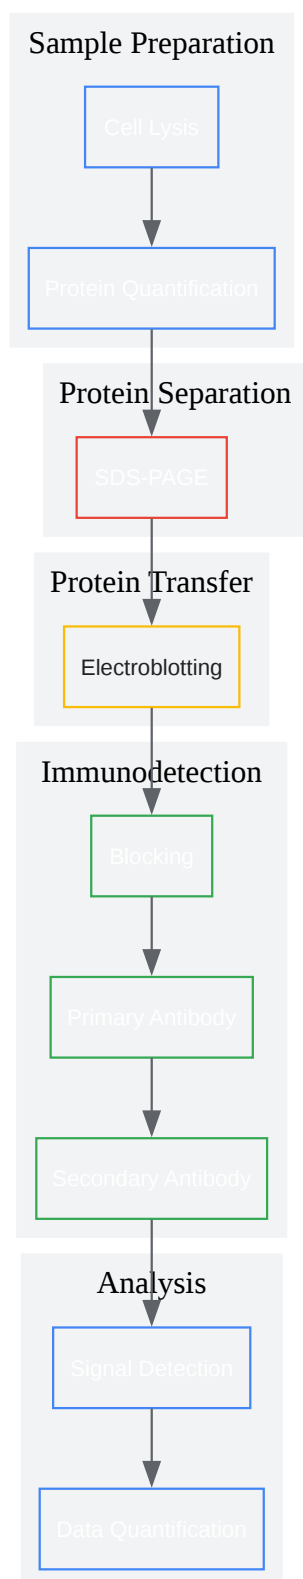 Sample Preparation
Cell Lysis
Protein Quantification
Protein Separation
SDS-PAGE
Protein Transfer
Electroblotting
Immunodetection
Blocking
Primary Antibody
Secondary Antibody
Analysis
Signal Detection
Data Quantification